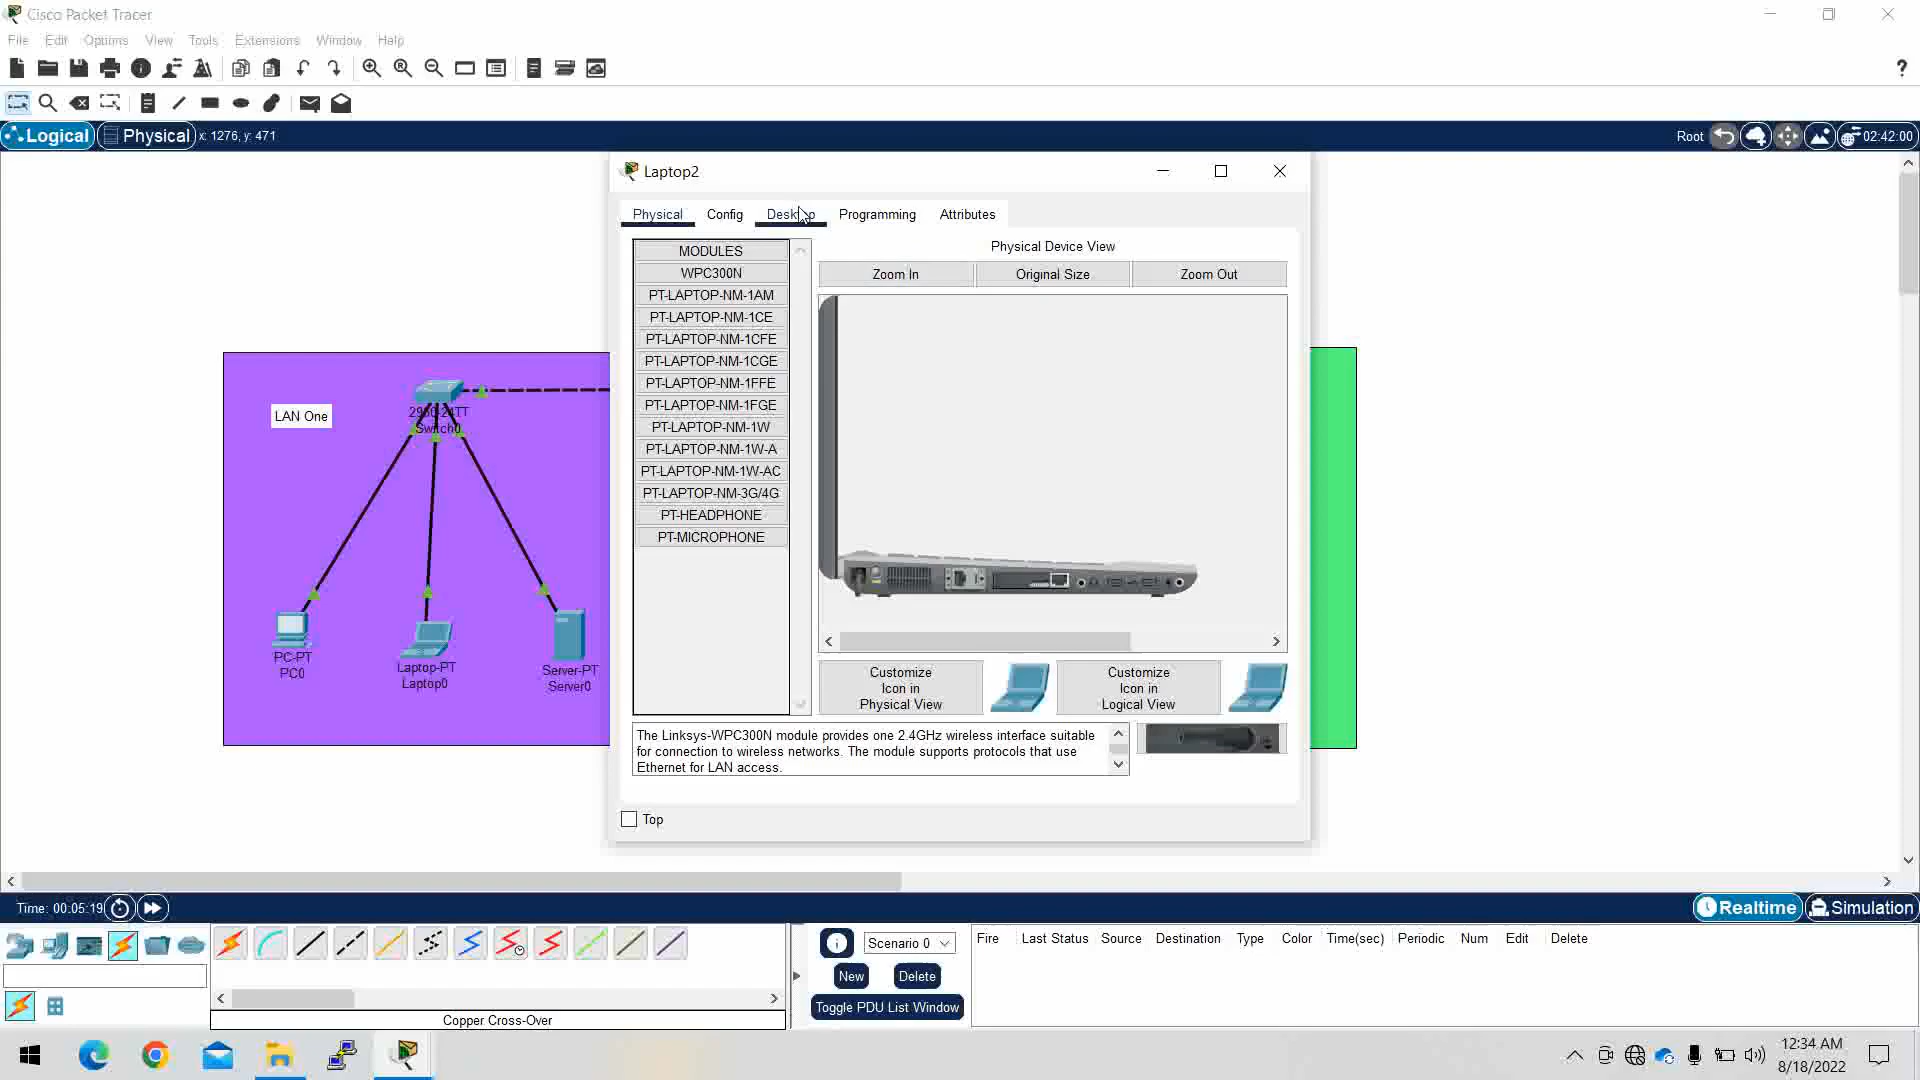 Cisco Packet Tracer
File Edit Options View Tools Extensions Window Help
?
Logical Physical x: 1276, y: 471 Root 02:42:00
Laptop2
Physical Config Desktop Programming Attributes
MODULES
WPC300N
PT-LAPTOP-NM-1AM
PT-LAPTOP-NM-1CE
PT-LAPTOP-NM-1CFE
PT-LAPTOP-NM-1CGE
PT-LAPTOP-NM-1FFE
PT-LAPTOP-NM-1FGE
PT-LAPTOP-NM-1W
PT-LAPTOP-NM-1W-A
PT-LAPTOP-NM-1W-AC
PT-LAPTOP-NM-3G/4G
PT-HEADPHONE
PT-MICROPHONE
Physical Device View
Zoom In Original Size Zoom Out
Customize
Icon in
Physical View
Customize
Icon in
Logical View
The Linksys-WPC300N module provides one 2.4GHz wireless interface suitable
for connection to wireless networks. The module supports protocols that use
Ethernet for LAN access.
Top
LAN One
2960-24TT
Switch0
PC-PT
PC0
Laptop-PT
Laptop0
Server-PT
Server0
Time: 00:05:19 Realtime Simulation
Scenario 0
New Delete
Toggle PDU List Window
Fire Last Status Source Destination Type Color Time(sec) Periodic Num Edit Delete
Copper Cross-Over
12:34 AM
8/18/2022